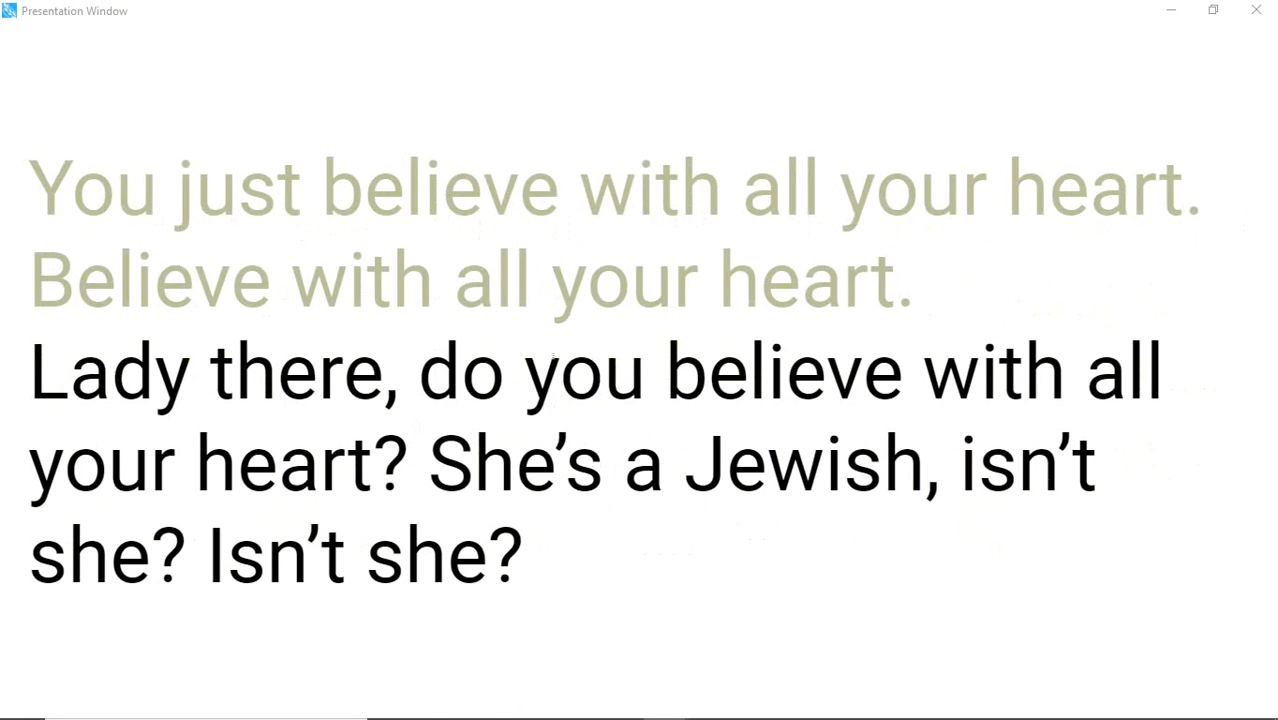 Presentation Window
You just believe with all your heart.
Believe with all your heart.
Lady there, do you believe with all
your heart? She’s a Jewish, isn’t
she? Isn’t she?